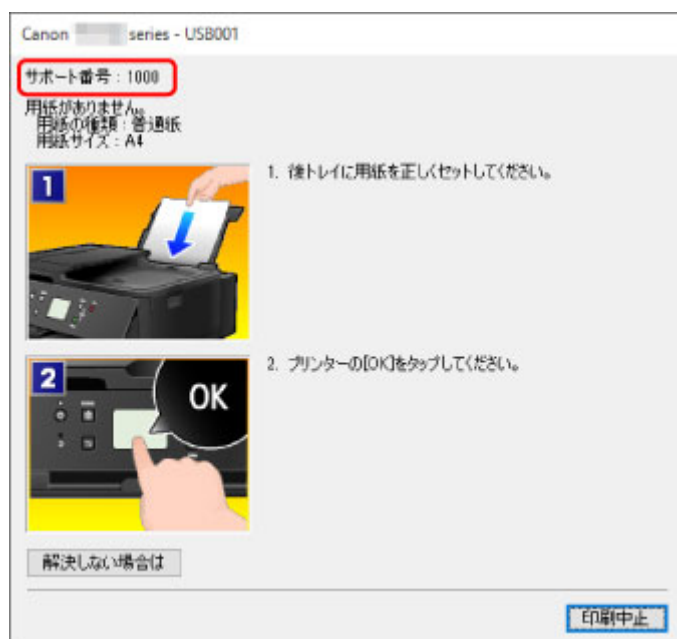 Canon series - USB001
サポート番号 : 1000
用紙がありません。
用紙の種類 : 普通紙
用紙サイズ : A4
1
1. 後トレイに用紙を正しくセットしてください。
2
OK
2. プリンターの[OK]をタップしてください。
解決しない場合は
印刷中止